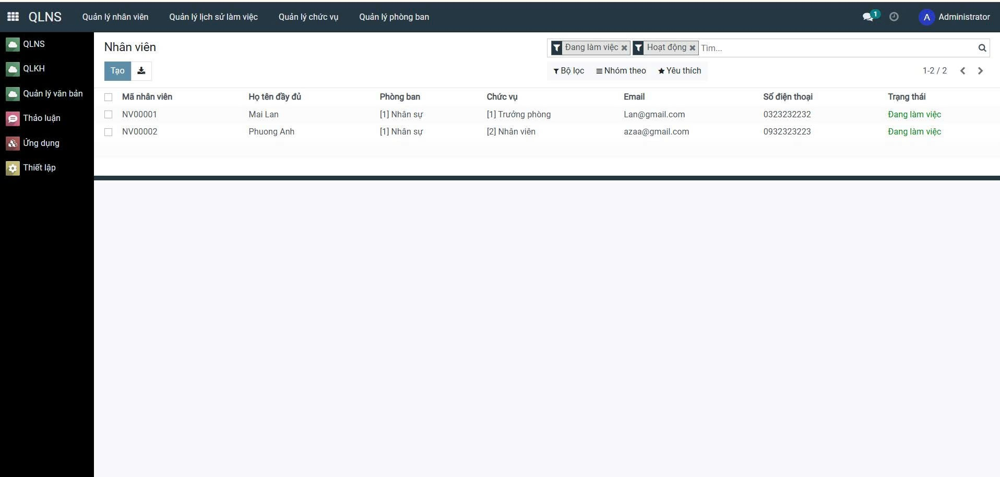 QLNS Quản lý nhân viên Quản lý lịch sử làm việc Quản lý chức vụ Quản lý phòng ban 1 A Administrator
QLNS
QLKH
Quản lý văn bản
Thảo luận
Ứng dụng
Thiết lập
Nhân viên
Đang làm việc Hoạt động Tìm...
Tạo
Bộ lọc Nhóm theo Yêu thích 1-2 / 2
Mã nhân viên Họ tên đầy đủ Phòng ban Chức vụ Email Số điện thoại Trạng thái
NV00001 Mai Lan [1] Nhân sự [1] Trưởng phòng Lan@gmail.com 0323232232 Đang làm việc
NV00002 Phuong Anh [1] Nhân sự [2] Nhân viên azaa@gmail.com 0932323223 Đang làm việc